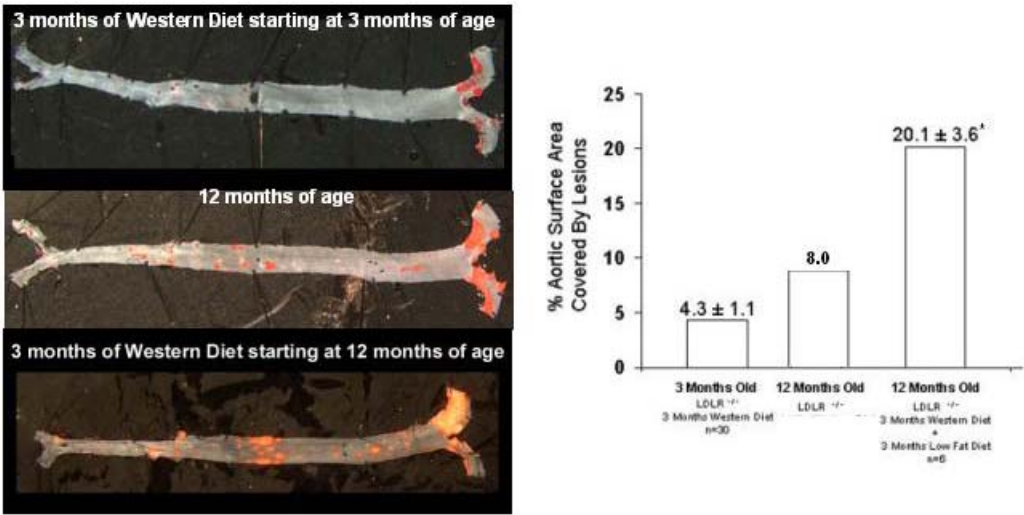 3 months of Western Diet starting at 3 months of age
12 months of age
3 months of Western Diet starting at 12 months of age
% Aortic Surface Area
Covered By Lesions
25
20
15
10
5
0
4.3 ± 1.1
8.0
20.1 ± 3.6*
3 Months Old
LDLR -/-
3 Months Western Diet
n=30
12 Months Old
LDLR -/-
12 Months Old
LDLR -/-
3 Months Western Diet
+
3 Months Low Fat Diet
n=6